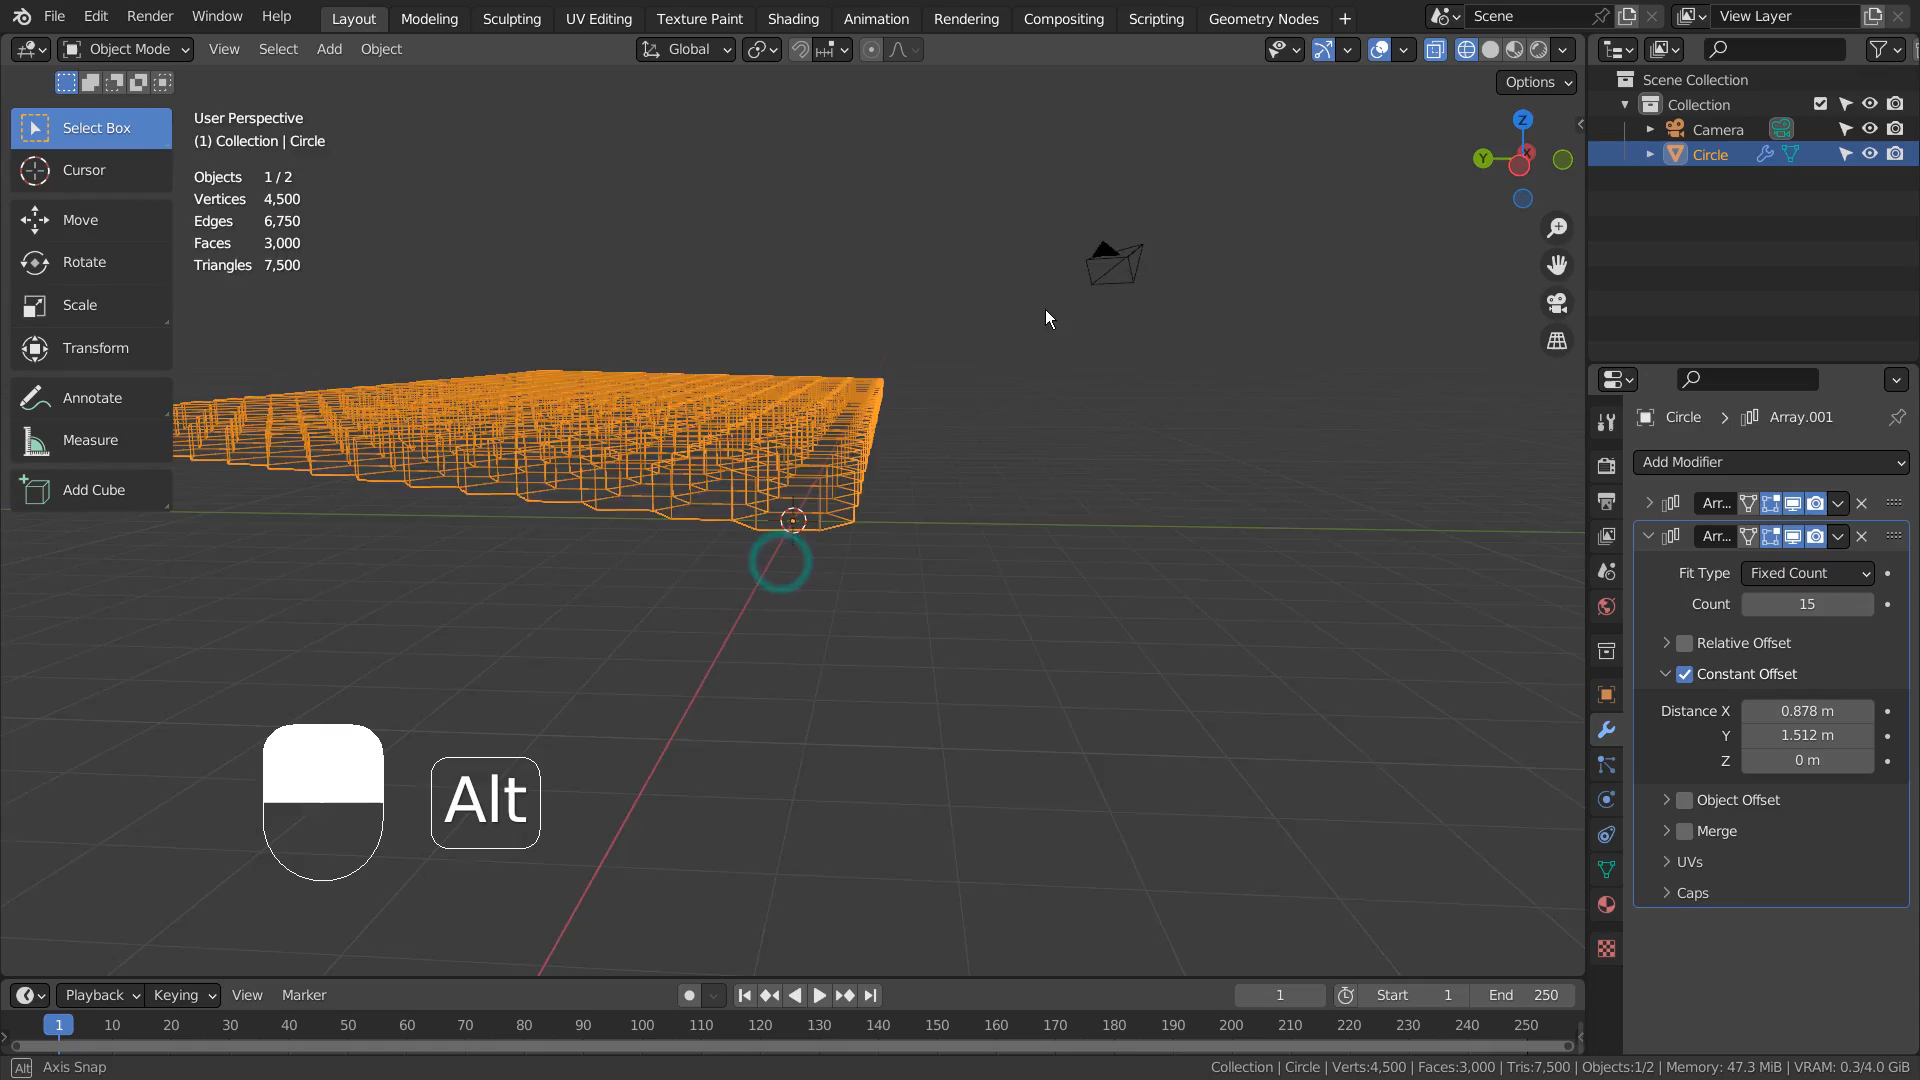 File Edit Render Window Help Layout Modeling Sculpting UV Editing Texture Paint Shading Animation Rendering Compositing Scripting Geometry Nodes + Scene View Layer
Object Mode View Select Add Object Global
Options
Select Box
Cursor
Move
Rotate
Scale
Transform
Annotate
Measure
Add Cube
User Perspective
(1) Collection | Circle
Objects 1 / 2
Vertices 4,500
Edges 6,750
Faces 3,000
Triangles 7,500
Z
Y
X
Alt
Scene Collection
Collection
Camera
Circle
Circle Array.001
Add Modifier
Arr...
Arr...
Fit Type Fixed Count
Count 15
Relative Offset
Constant Offset
Distance X 0.878 m
Y 1.512 m
Z 0 m
Object Offset
Merge
UVs
Caps
Playback Keying View Marker 1 Start 1 End 250
1 10 20 30 40 50 60 70 80 90 100 110 120 130 140 150 160 170 180 190 200 210 220 230 240 250
Alt Axis Snap Collection | Circle | Verts:4,500 | Faces:3,000 | Tris:7,500 | Objects:1/2 | Memory: 47.3 MiB | VRAM: 0.3/4.0 GiB